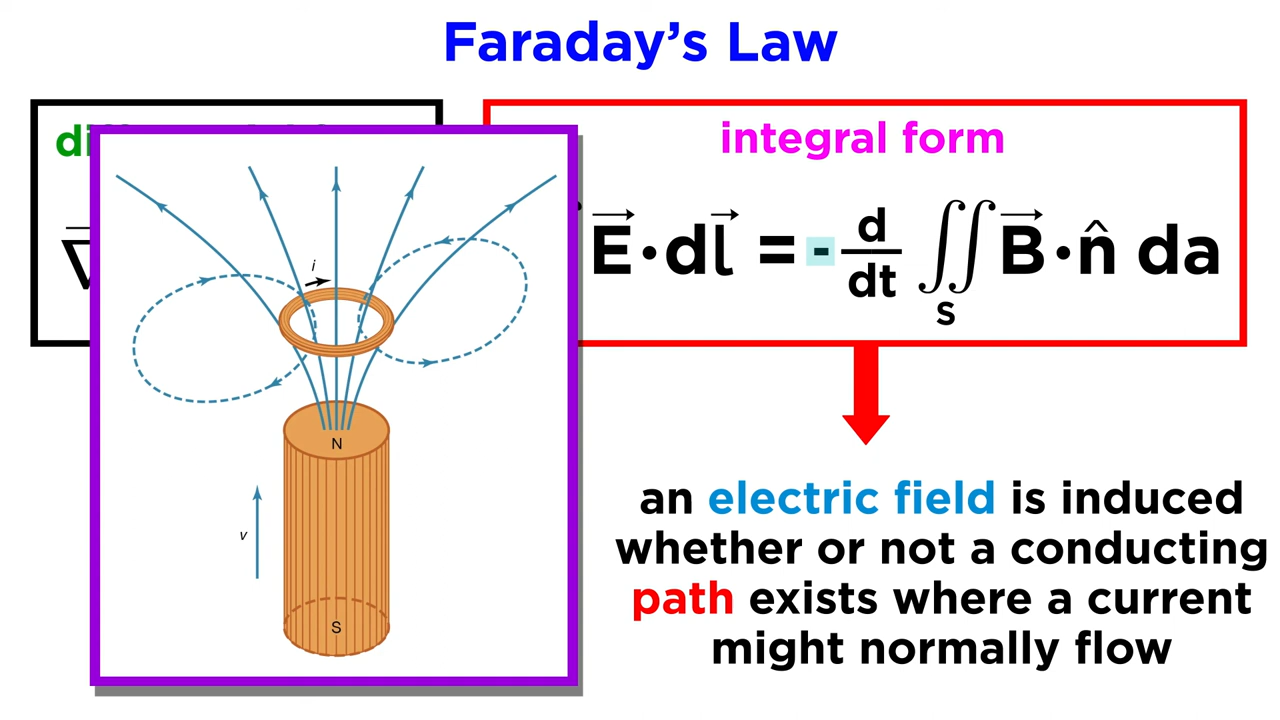 Faraday's Law
integral form
E⃗·dl⃗ = - d/dt ∬ B⃗·n̂ da
S
i
N
v
S
an electric field is induced
whether or not a conducting
path exists where a current
might normally flow